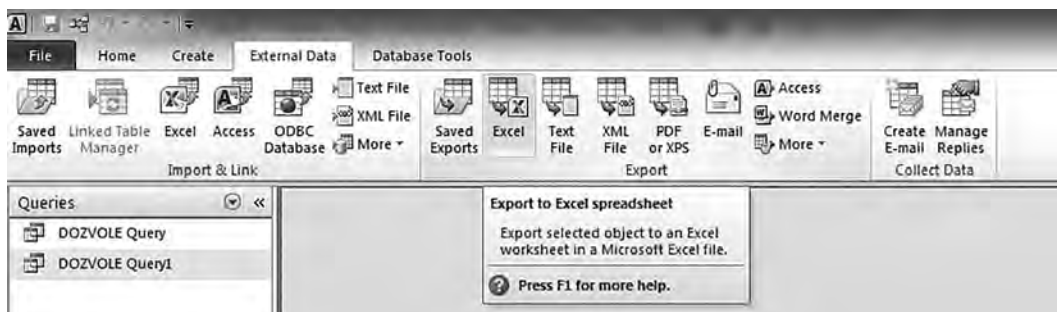 A
File Home Create External Data Database Tools
Saved Imports
Linked Table Manager
Excel
Access
ODBC Database
Text File
XML File
More
Import & Link
Saved Exports
Excel
Text File
XML File
PDF or XPS
E-mail
Access
Word Merge
More
Export
Create E-mail
Manage Replies
Collect Data
Queries
DOZVOLE Query
DOZVOLE Query1
Export to Excel spreadsheet
Export selected object to an Excel
worksheet in a Microsoft Excel file.
Press F1 for more help.